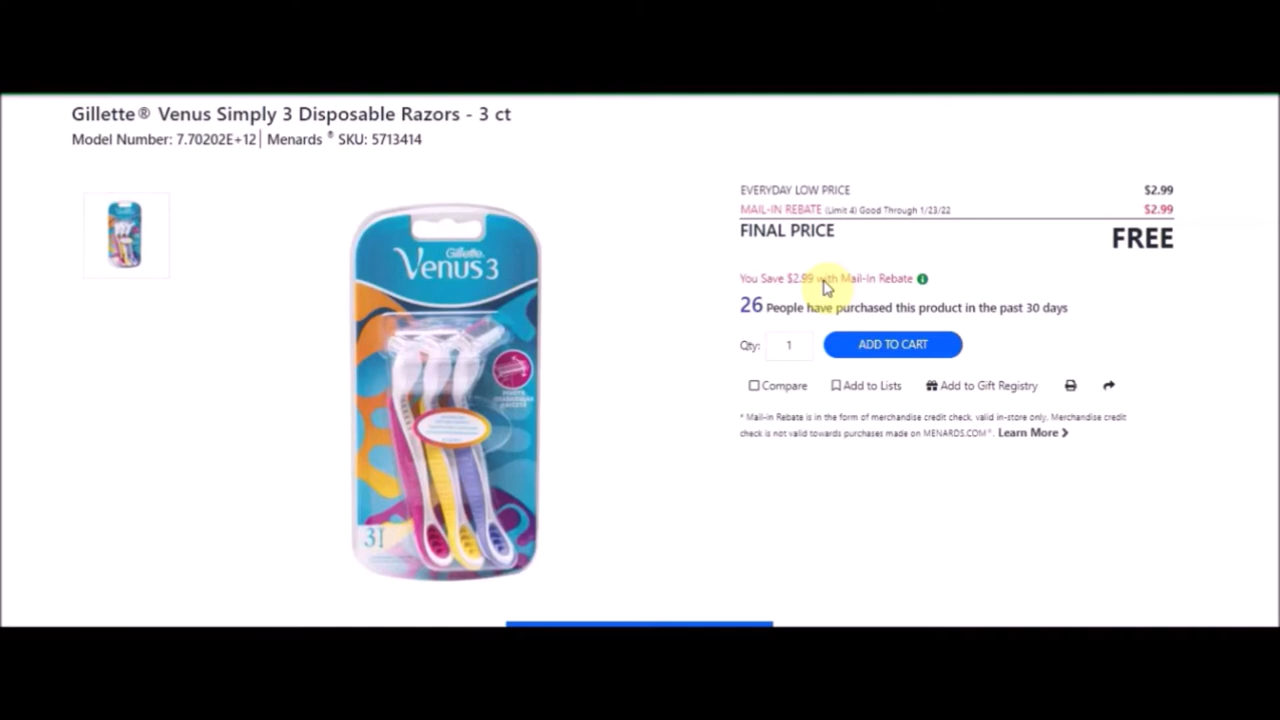 Gillette® Venus Simply 3 Disposable Razors - 3 ct
Model Number: 7.70202E+12 | Menards ® SKU: 5713414
EVERYDAY LOW PRICE $2.99
MAIL-IN REBATE (Limit 4) Good Through 1/23/22 $2.99
FINAL PRICE FREE
You Save $2.99 with Mail-In Rebate
26 People have purchased this product in the past 30 days
Qty: 1 ADD TO CART
Compare Add to Lists Add to Gift Registry
* Mail-in Rebate is in the form of merchandise credit check, valid in-store only. Merchandise credit
check is not valid towards purchases made on MENARDS.COM®. Learn More
Gillette
Venus 3
3